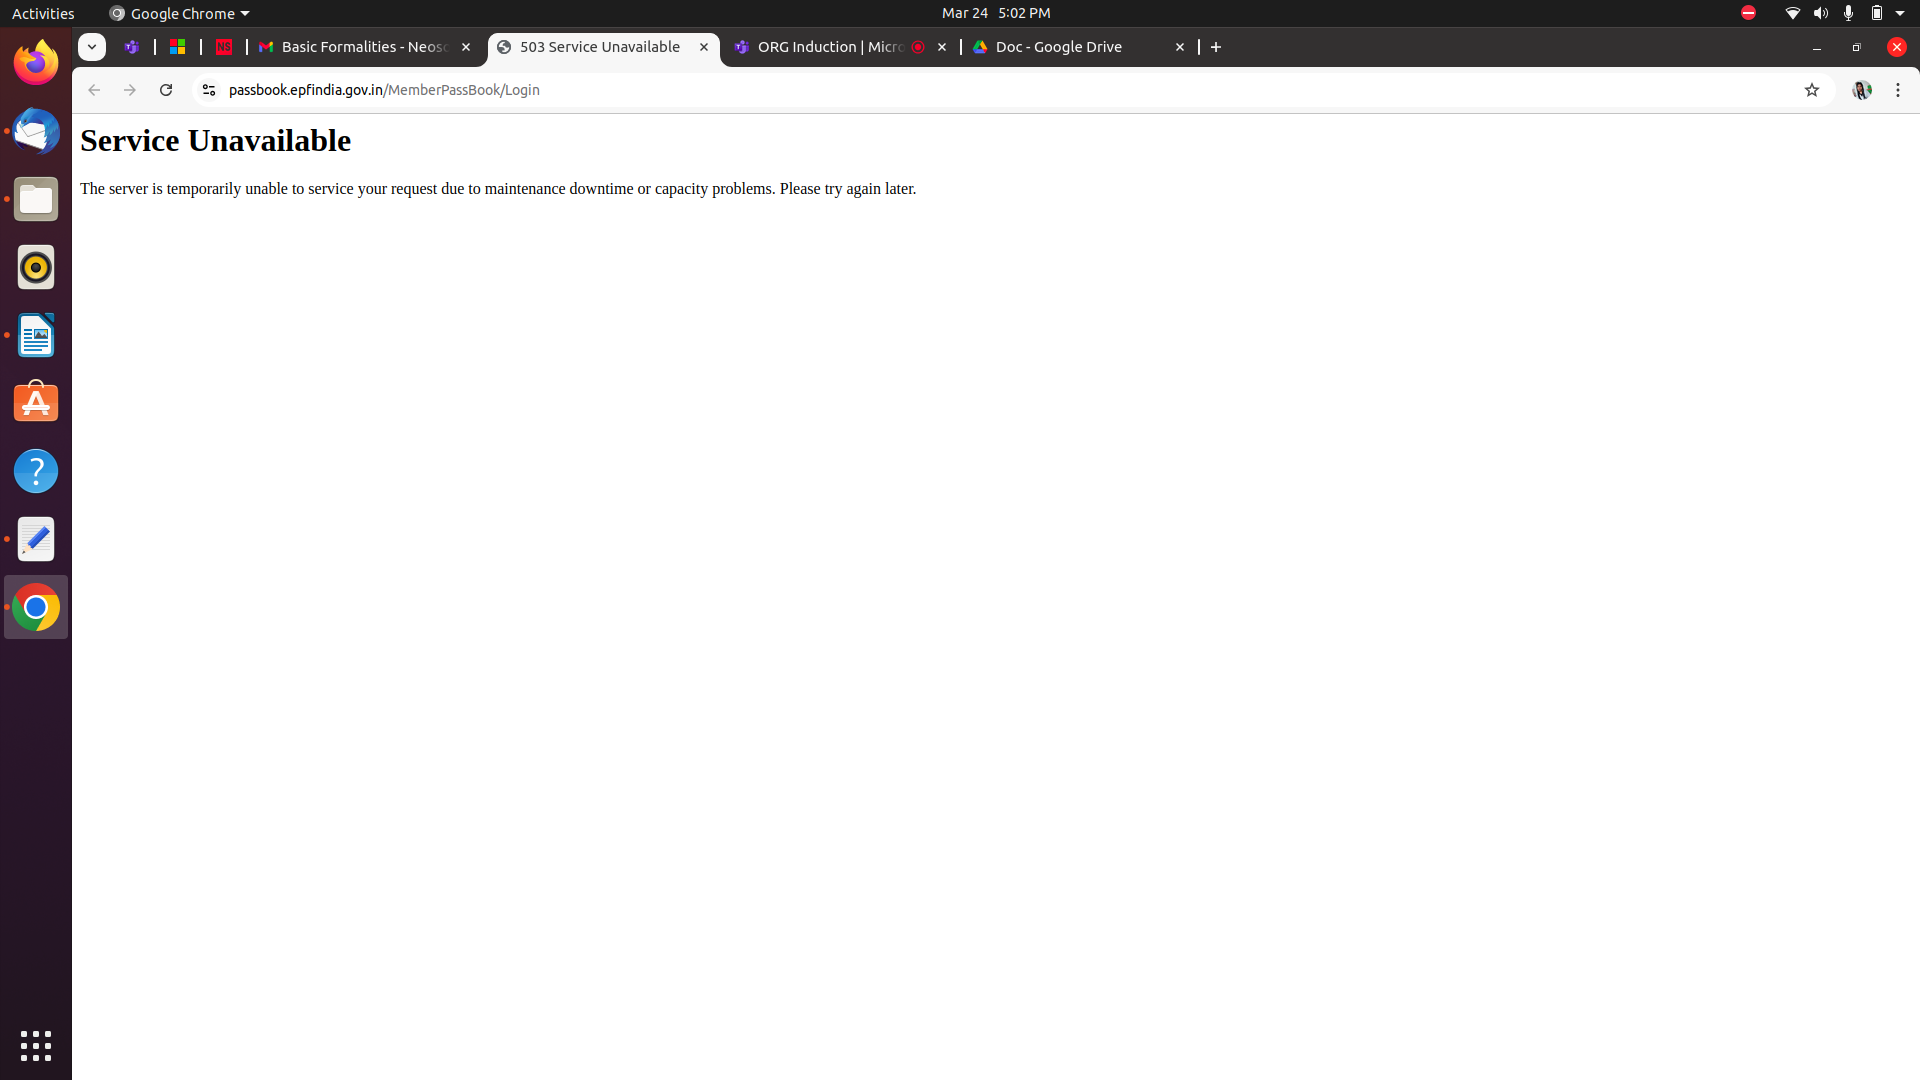 Activities
Google Chrome
Mar 24 5:02 PM
NS
Basic Formalities - Neoso
503 Service Unavailable
ORG Induction | Micro
Doc - Google Drive
passbook.epfindia.gov.in/MemberPassBook/Login
Service Unavailable
The server is temporarily unable to service your request due to maintenance downtime or capacity problems. Please try again later.